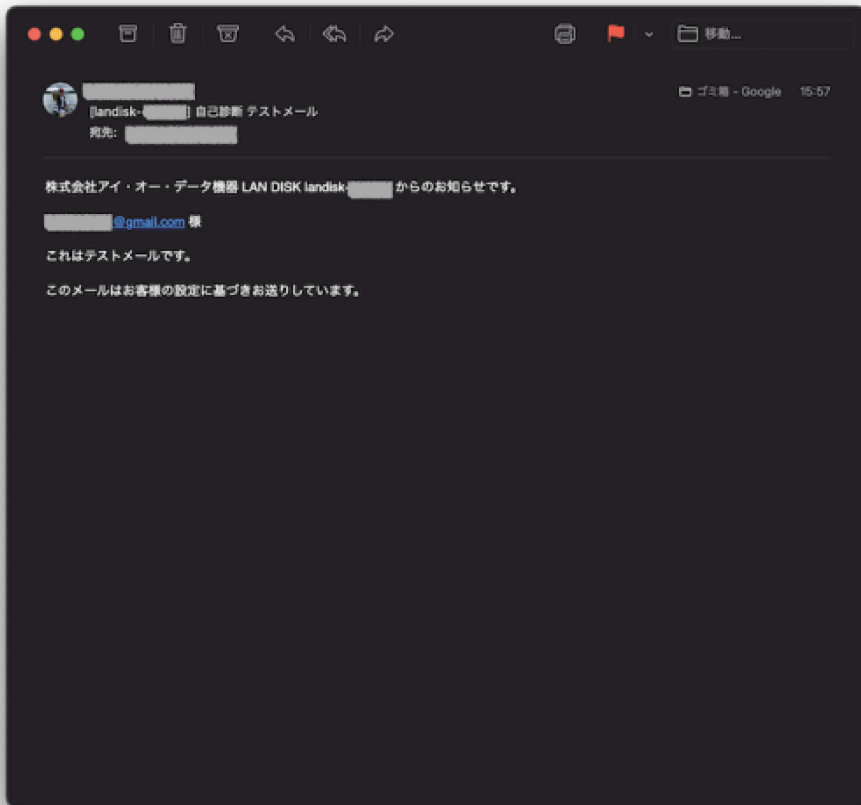 移動...
ゴミ箱 - Google 15:57
[landisk- ] 自己診断 テストメール
宛先:
株式会社アイ・オー・データ機器 LAN DISK landisk- からのお知らせです。
@gmail.com 様
これはテストメールです。
このメールはお客様の設定に基づきお送りしています。